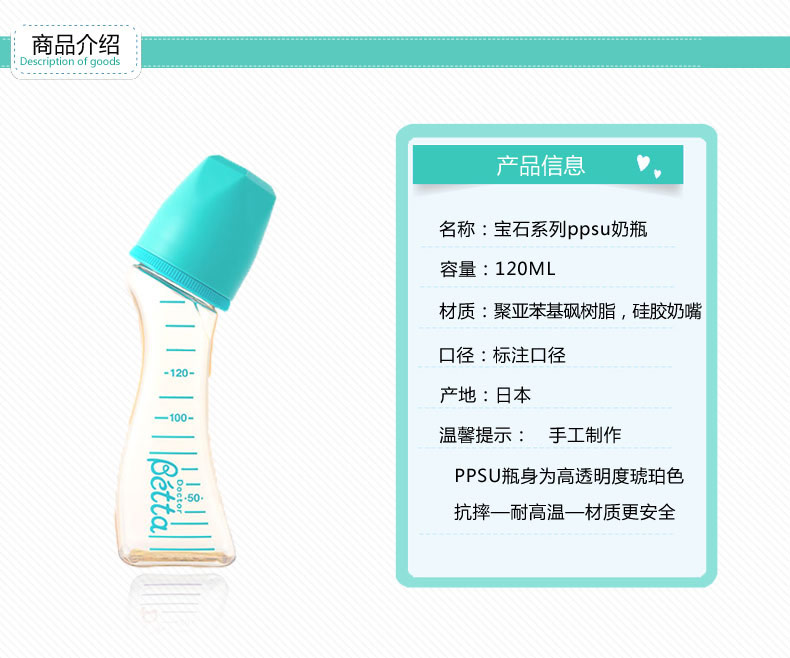 商品介绍
Description of goods
产品信息
名称：宝石系列ppsu奶瓶
容量：120ML
材质：聚亚苯基砜树脂，硅胶奶嘴
口径：标注口径
产地：日本
温馨提示： 手工制作
PPSU瓶身为高透明度琥珀色
抗摔—耐高温—材质更安全
-120-
100-
Doctor
Bétta
-50-